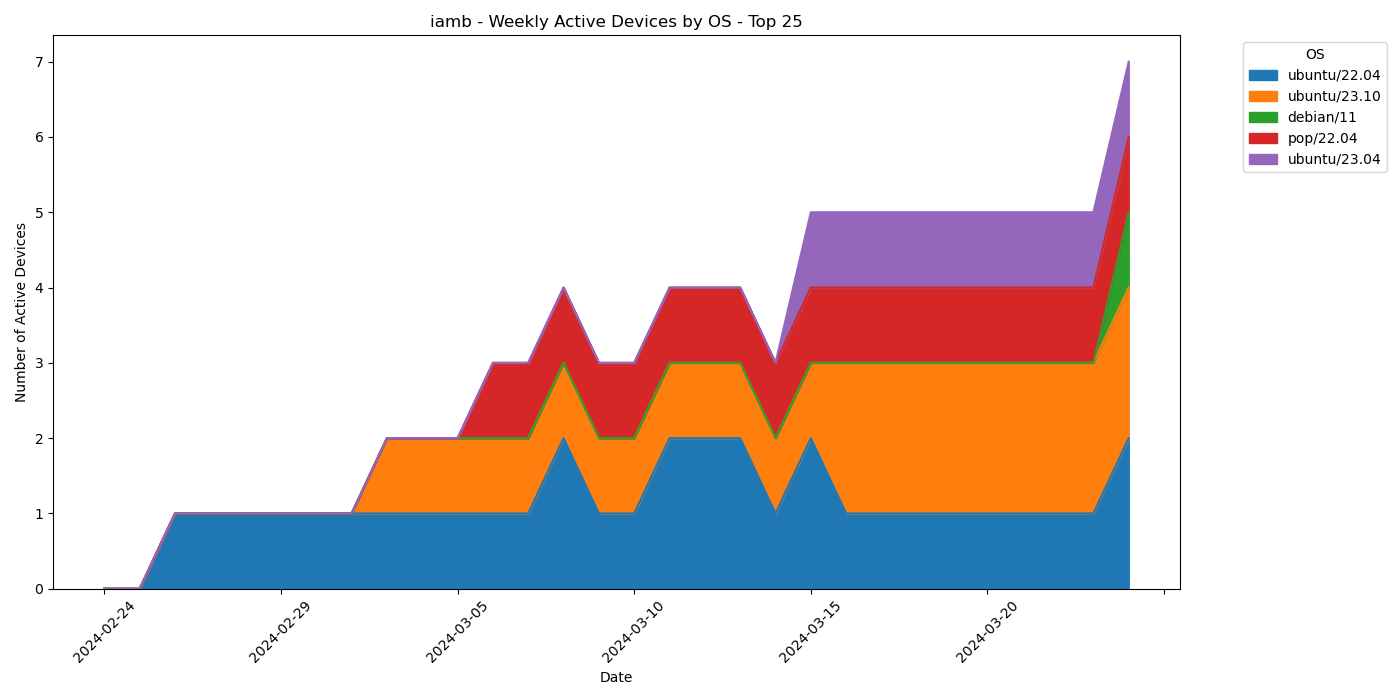 iamb - Weekly Active Devices by OS - Top 25
OS
ubuntu/22.04
ubuntu/23.10
debian/11
pop/22.04
ubuntu/23.04
Number of Active Devices
7
6
5
4
3
2
1
0
2024-02-24
2024-02-29
2024-03-05
2024-03-10
2024-03-15
2024-03-20
Date